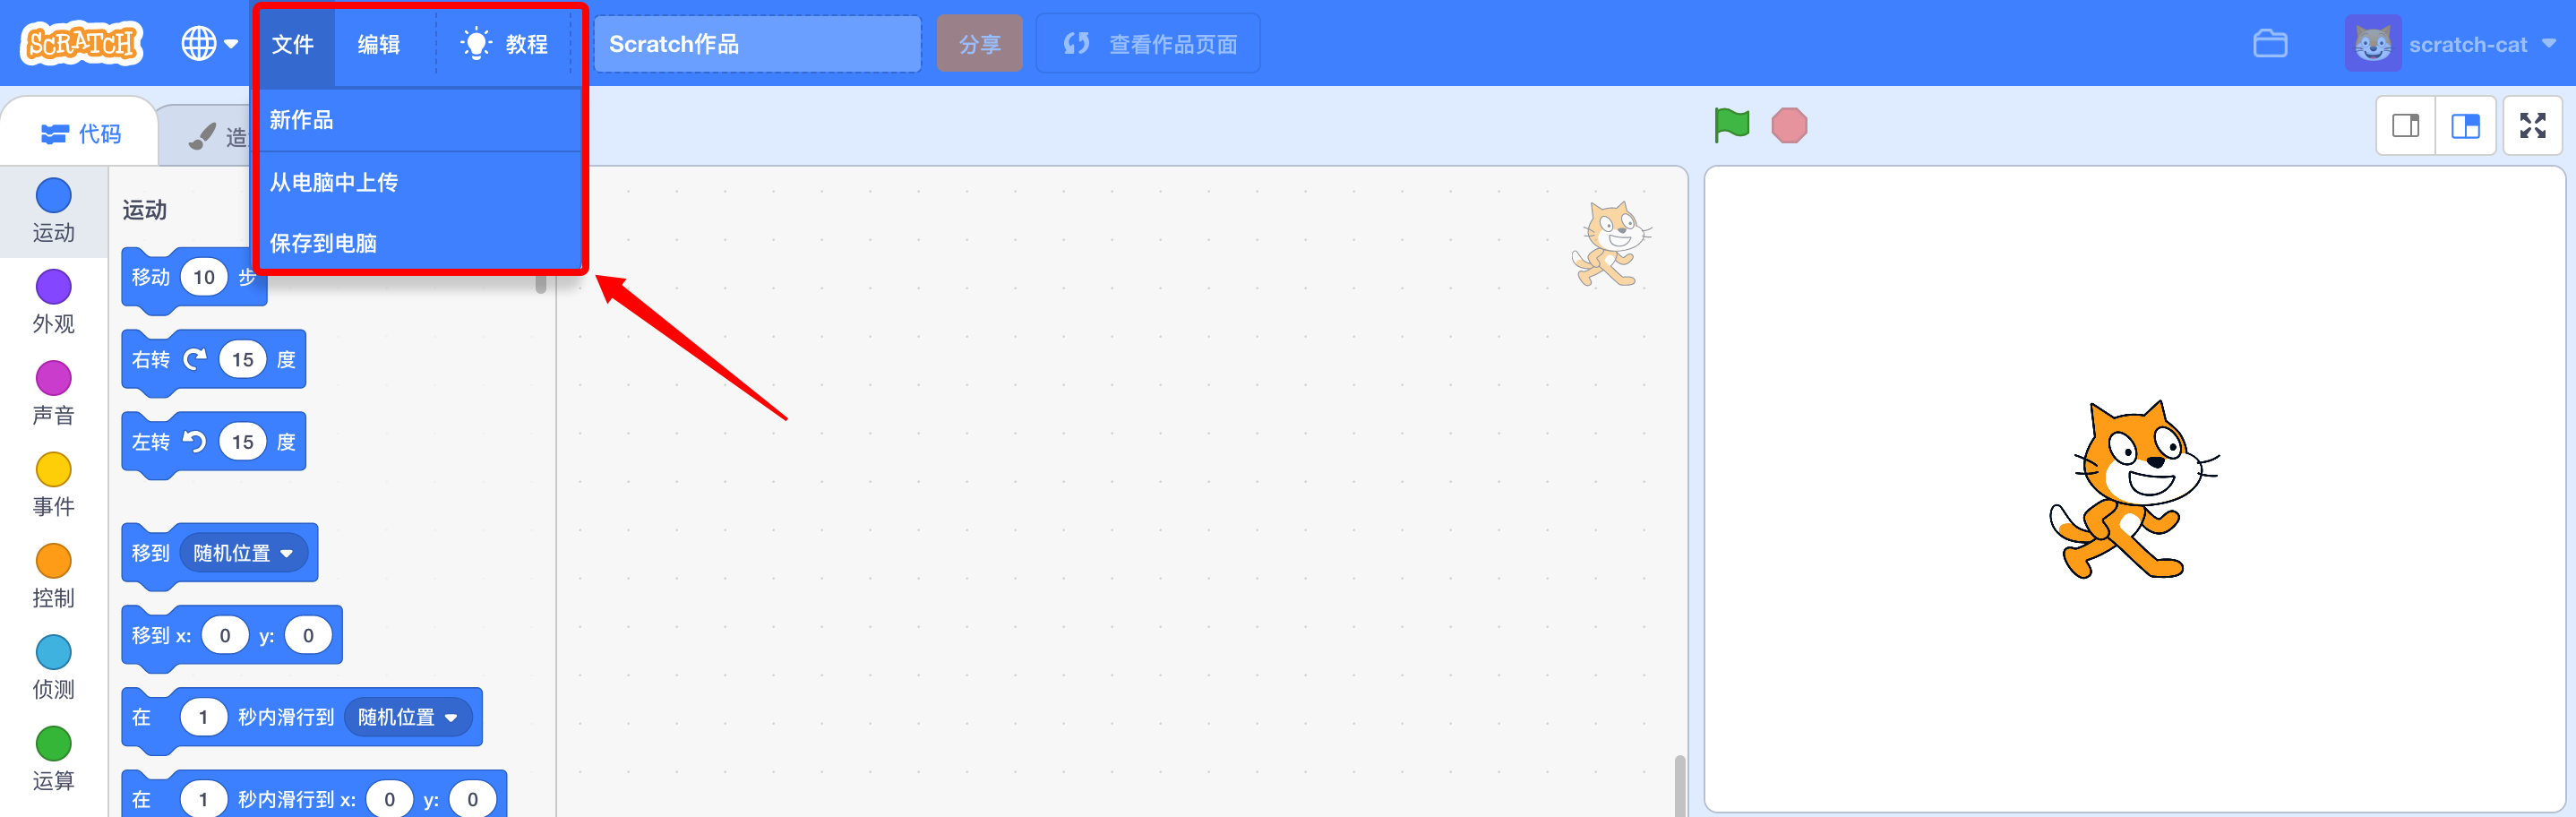 SCRATCH 文件 编辑 教程 Scratch作品 分享 查看作品页面 scratch-cat
代码 造
新作品
从电脑中上传
保存到电脑
运动
外观
声音
事件
控制
侦测
运算
运动
移动 10 步
右转 15 度
左转 15 度
移到 随机位置
移到 x: 0 y: 0
在 1 秒内滑行到 随机位置
在 1 秒内滑行到 x: 0 y: 0